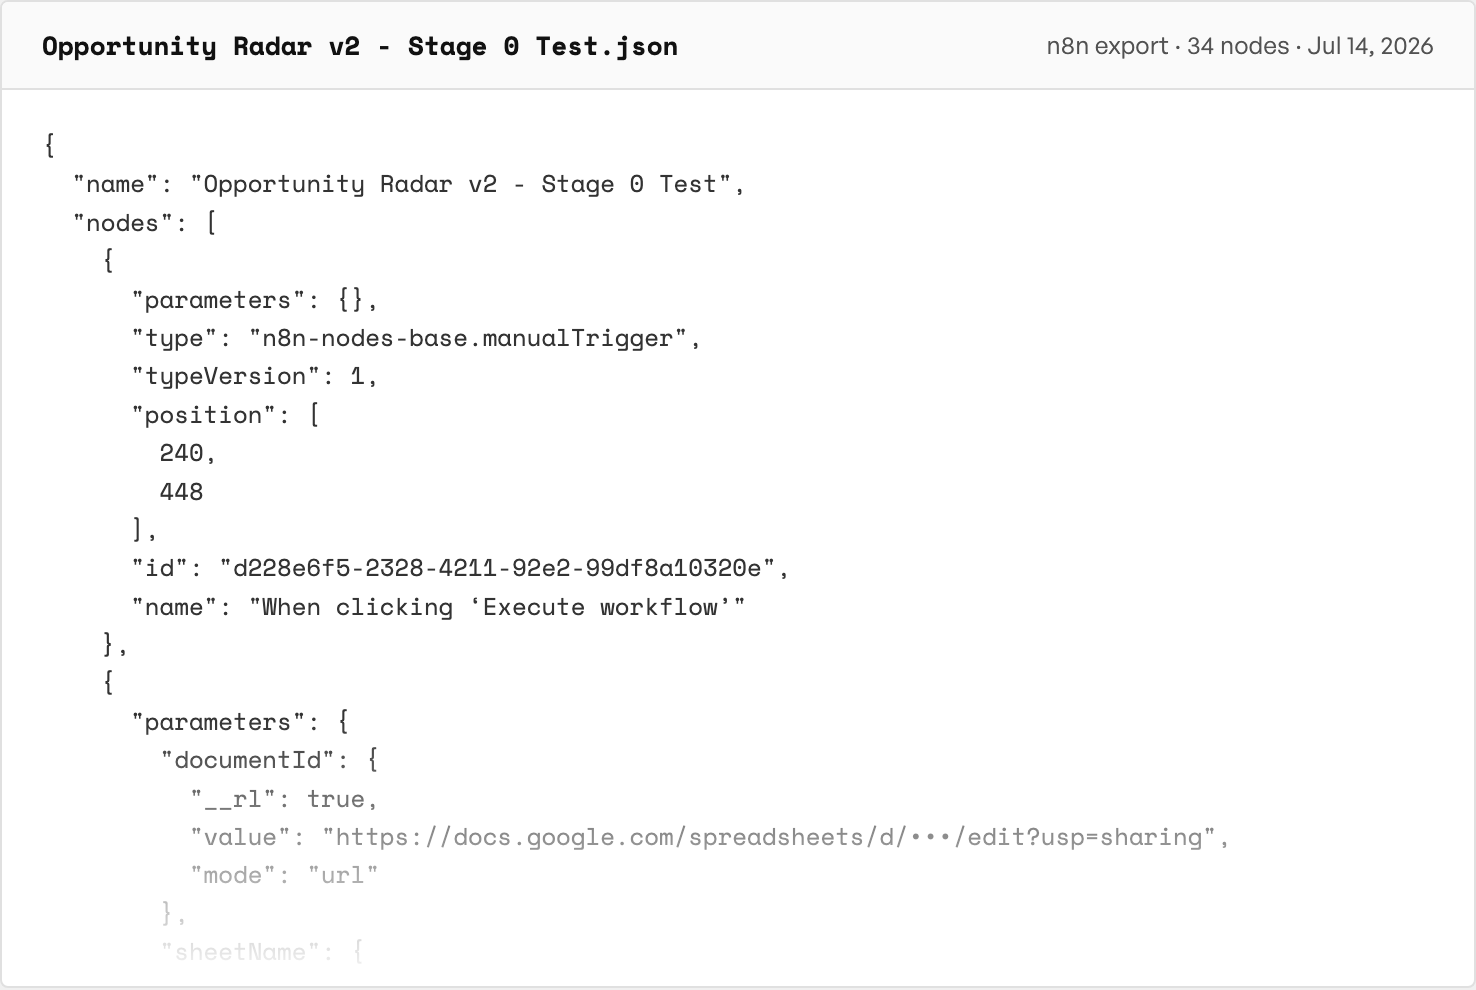 Opportunity Radar v2 - Stage 0 Test.json
n8n export · 34 nodes · Jul 14, 2026
{
  "name": "Opportunity Radar v2 - Stage 0 Test",
  "nodes": [
    {
      "parameters": {},
      "type": "n8n-nodes-base.manualTrigger",
      "typeVersion": 1,
      "position": [
        240,
        448
      ],
      "id": "d228e6f5-2328-4211-92e2-99df8a10320e",
      "name": "When clicking ‘Execute workflow’"
    },
    {
      "parameters": {
        "documentId": {
          "__rl": true,
          "value": "https://docs.google.com/spreadsheets/d/•••/edit?usp=sharing",
          "mode": "url"
        },
        "sheetName": {